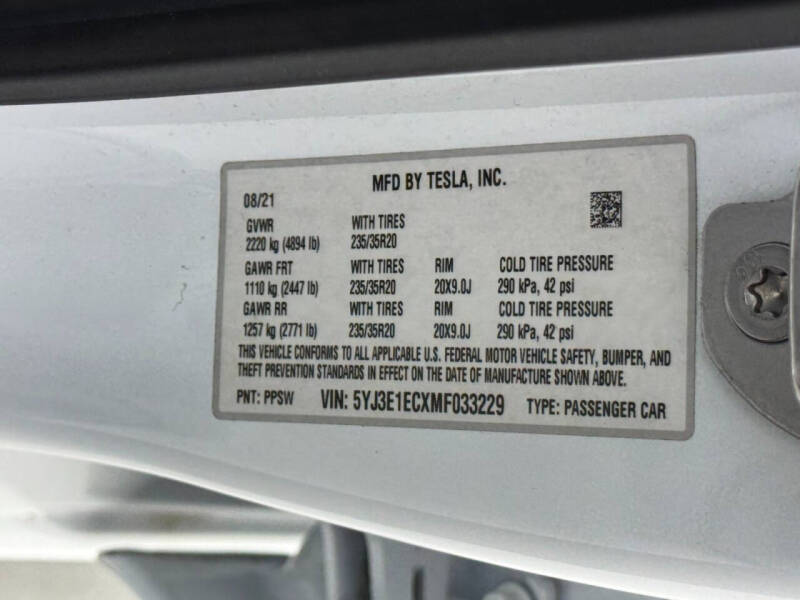 MFD BY TESLA, INC.
08/21
GVWR WITH TIRES
2220 kg (4894 lb) 235/35R20
GAWR FRT WITH TIRES RIM COLD TIRE PRESSURE
1110 kg (2447 lb) 235/35R20 20X9.0J 290 kPa, 42 psi
GAWR RR WITH TIRES RIM COLD TIRE PRESSURE
1257 kg (2771 lb) 235/35R20 20X9.0J 290 kPa, 42 psi
THIS VEHICLE CONFORMS TO ALL APPLICABLE U.S. FEDERAL MOTOR VEHICLE SAFETY, BUMPER, AND
THEFT PREVENTION STANDARDS IN EFFECT ON THE DATE OF MANUFACTURE SHOWN ABOVE.
PNT: PPSW VIN: 5YJ3E1ECXMF033229 TYPE: PASSENGER CAR